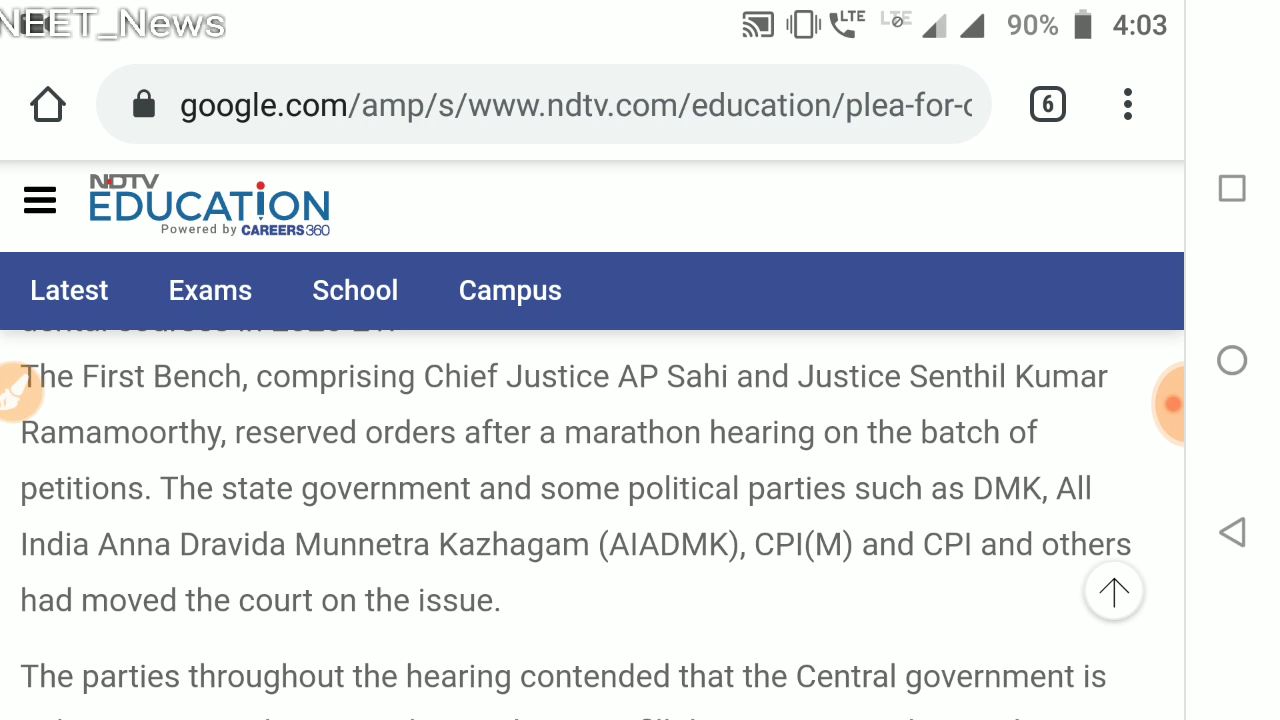 NEET_News
LTE LTE 90% 4:03
google.com/amp/s/www.ndtv.com/education/plea-for-c
6
NDTV
EDUCATION
Powered by CAREERS360
Latest Exams School Campus
The First Bench, comprising Chief Justice AP Sahi and Justice Senthil Kumar
Ramamoorthy, reserved orders after a marathon hearing on the batch of
petitions. The state government and some political parties such as DMK, All
India Anna Dravida Munnetra Kazhagam (AIADMK), CPI(M) and CPI and others
had moved the court on the issue.
The parties throughout the hearing contended that the Central government is